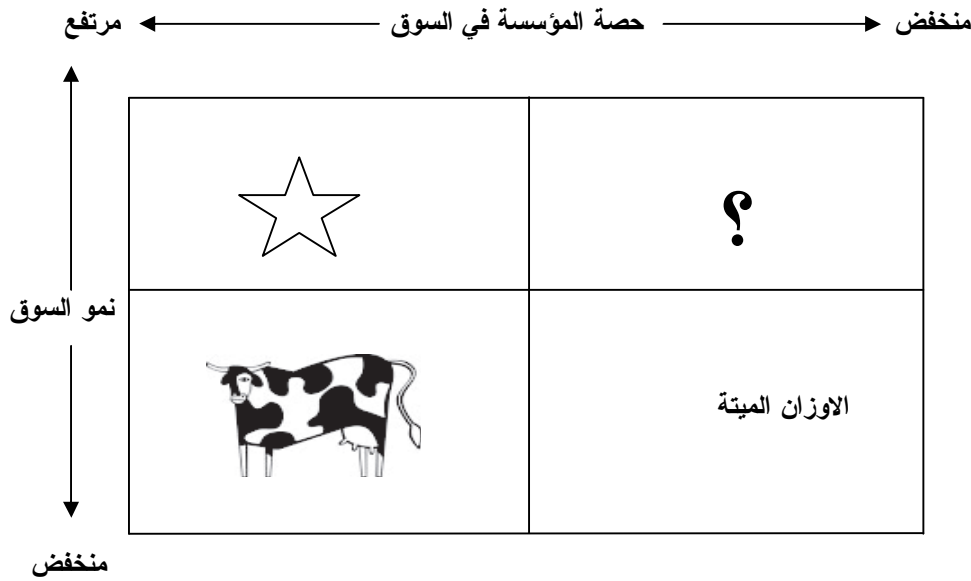 منخفض
حصة المؤسسة في السوق
مرتفع
؟
نمو السوق
الاوزان الميتة
منخفض